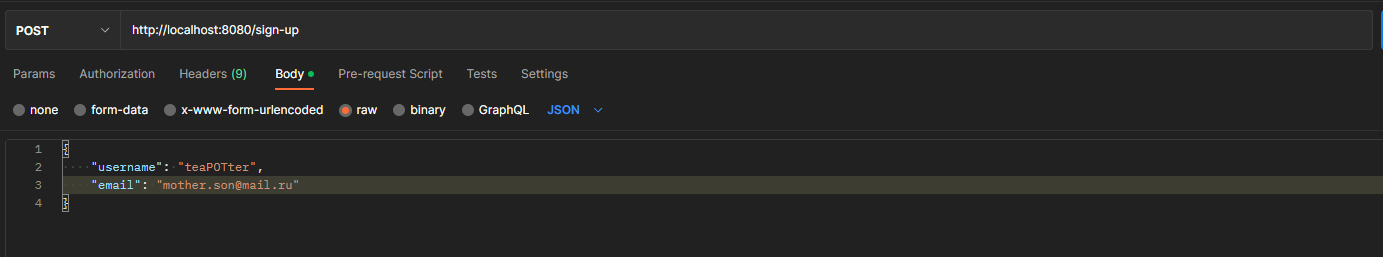 POST http://localhost:8080/sign-up
Params Authorization Headers (9) Body Pre-request Script Tests Settings
none form-data x-www-form-urlencoded raw binary GraphQL JSON
1 {
2 "username": "teaPOTter",
3 "email": "mother.son@mail.ru"
4 }